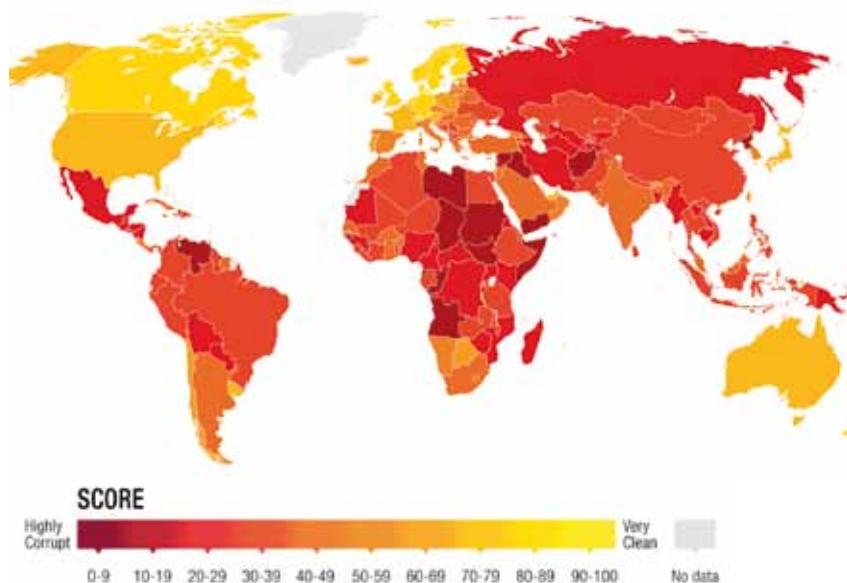 SCORE
Highly
Corrupt
Very
Clean
0-9 10-19 20-29 30-39 40-49 50-59 60-69 70-79 80-89 90-100 No data